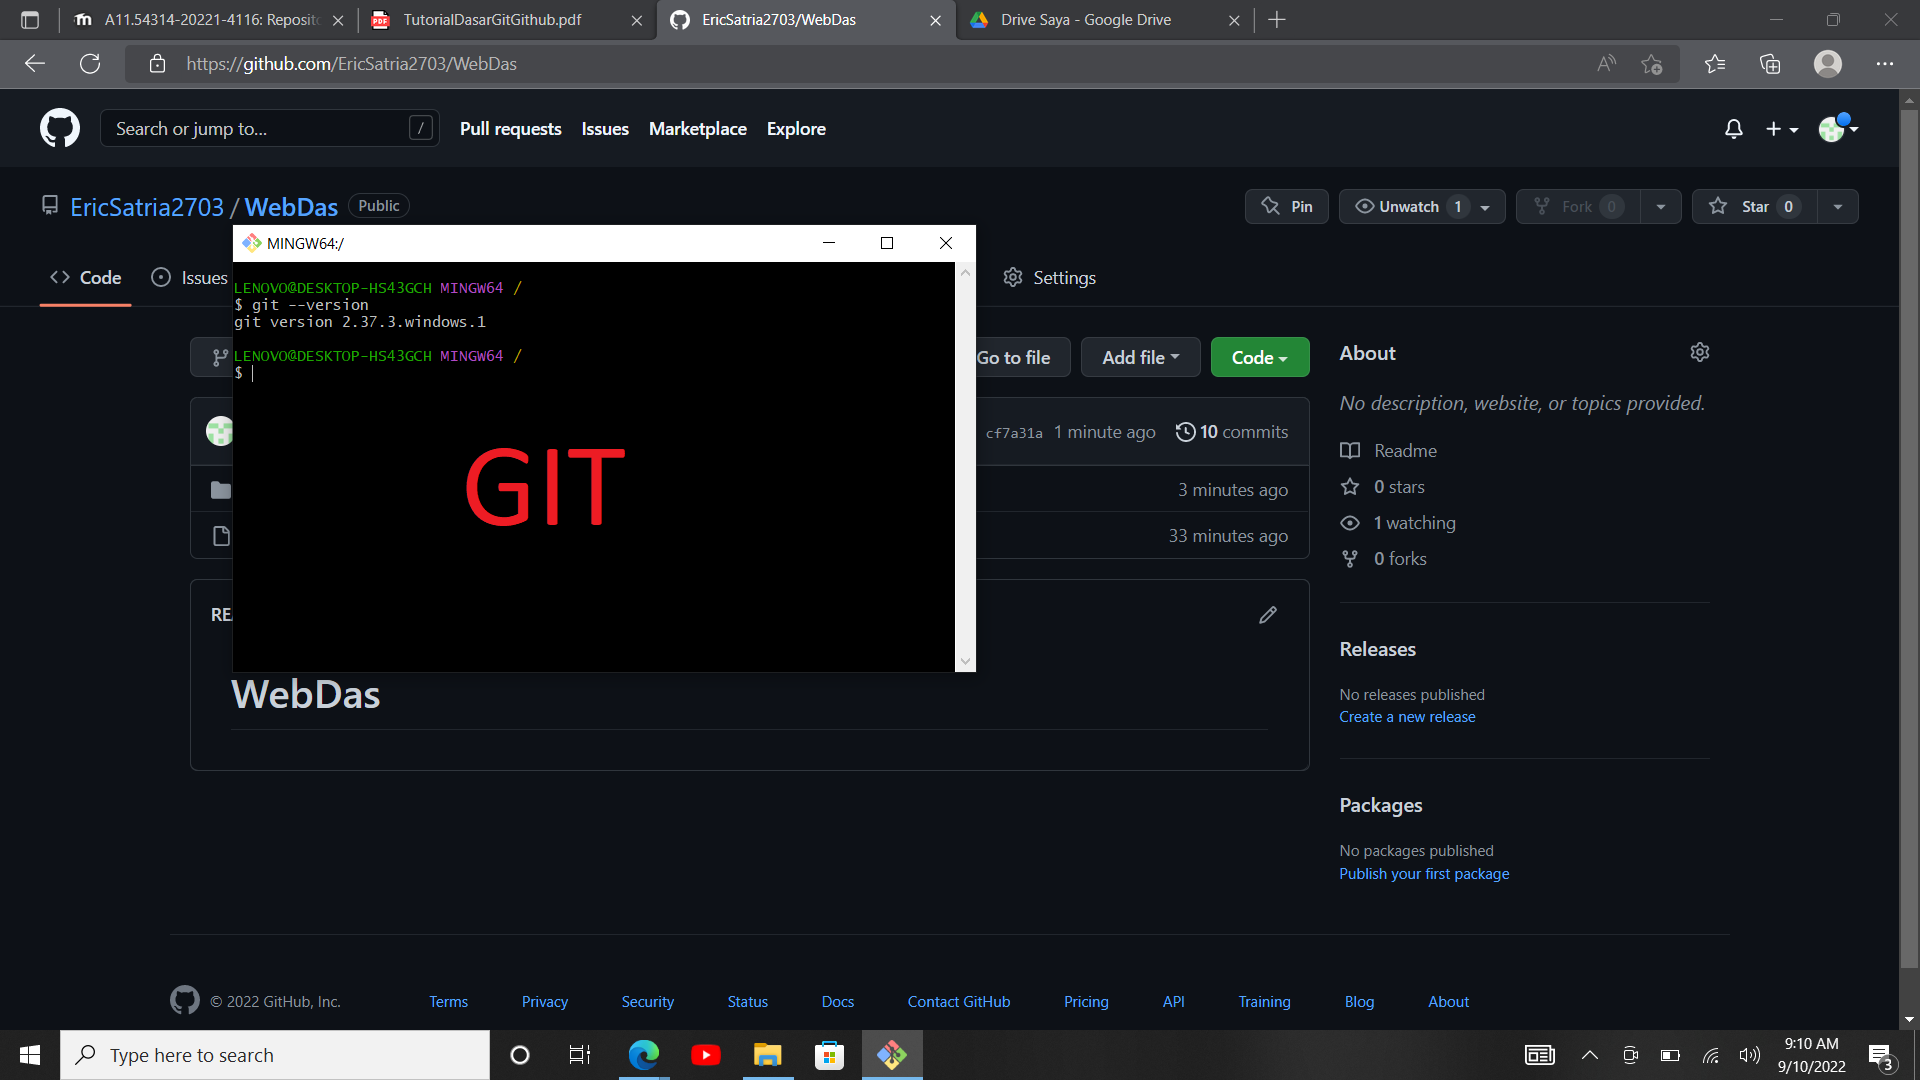 A11.54314-20221-4116: Reposito
TutorialDasarGitGithub.pdf
EricSatria2703/WebDas
Drive Saya - Google Drive
https://github.com/EricSatria2703/WebDas
Search or jump to...
/
Pull requests
Issues
Marketplace
Explore
EricSatria2703 / WebDas
Public
Pin
Unwatch 1
Fork 0
Star 0
MINGW64:/
Code
Issues
Settings
LENOVO@DESKTOP-HS43GCH MINGW64 /
$ git --version
git version 2.37.3.windows.1
LENOVO@DESKTOP-HS43GCH MINGW64 /
$
GIT
Go to file
Add file
Code
cf7a31a 1 minute ago 10 commits
3 minutes ago
33 minutes ago
REA
WebDas
About
No description, website, or topics provided.
Readme
0 stars
1 watching
0 forks
Releases
No releases published
Create a new release
Packages
No packages published
Publish your first package
© 2022 GitHub, Inc.
Terms
Privacy
Security
Status
Docs
Contact GitHub
Pricing
API
Training
Blog
About
Type here to search
9:10 AM
9/10/2022
3